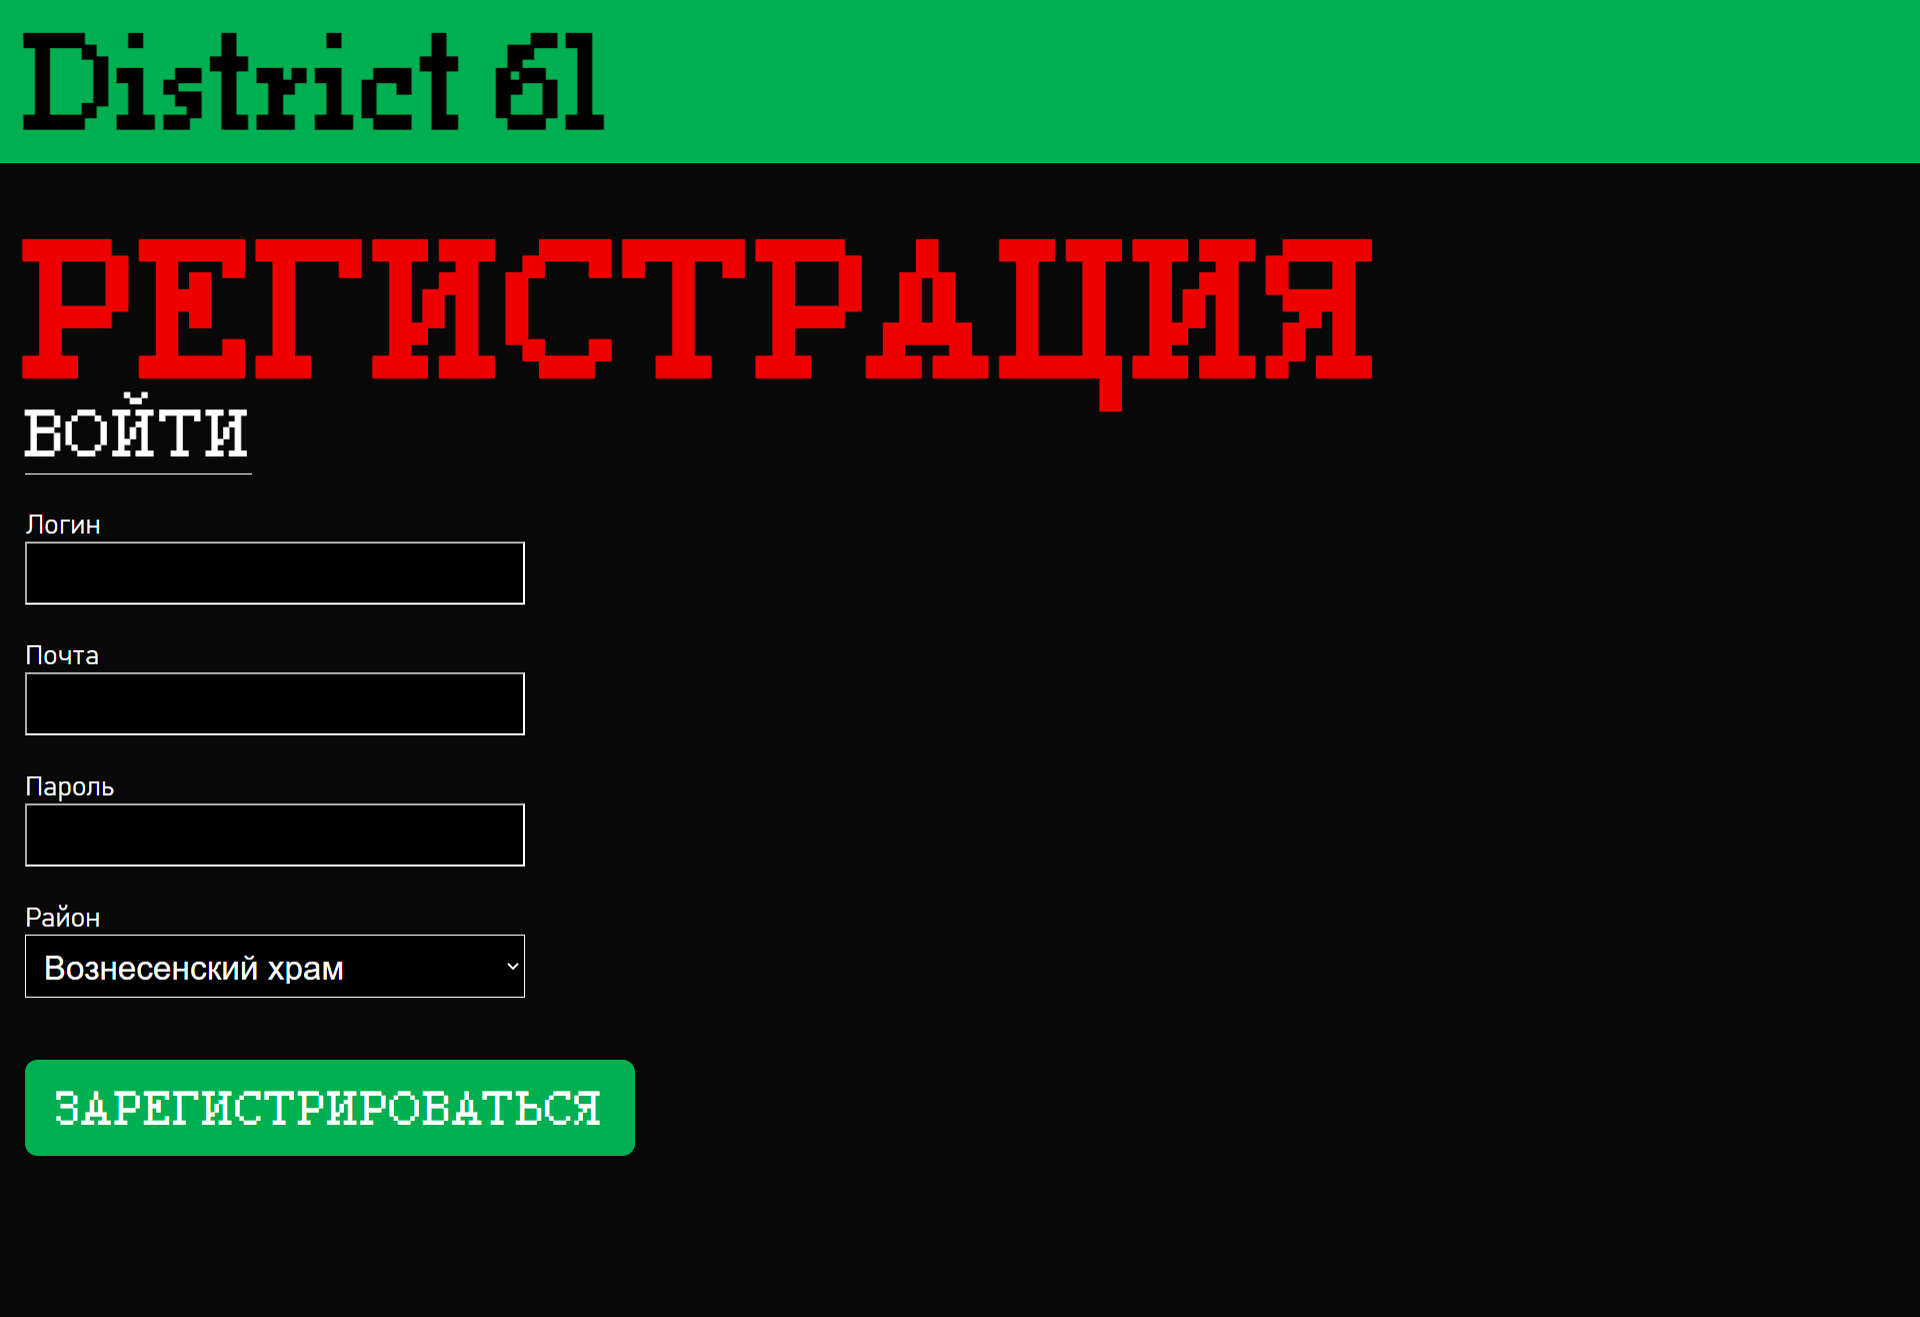 District 61
РЕГИСТРАЦИЯ
ВОЙТИ
Логин
Почта
Пароль
Район
Вознесенский храм
ЗАРЕГИСТРИРОВАТЬСЯ